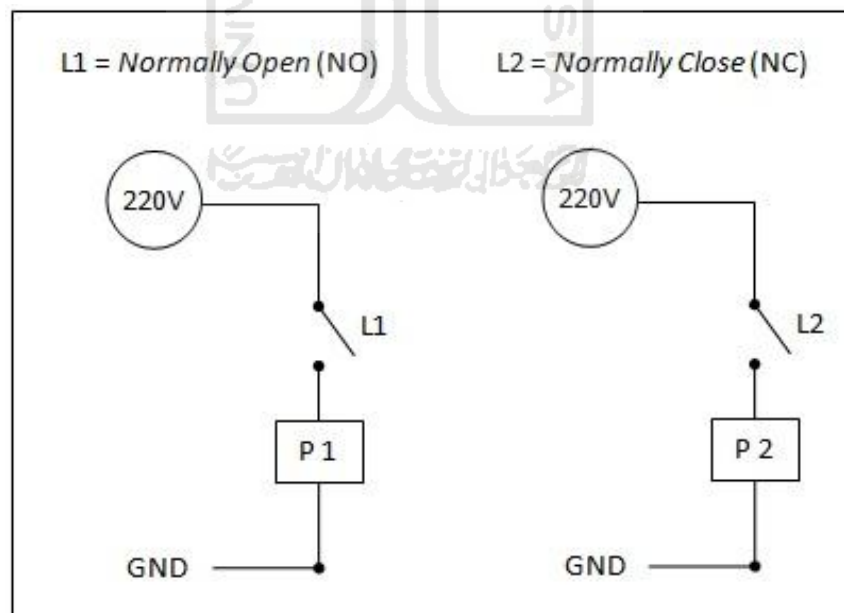 L1 = Normally Open (NO)
L2 = Normally Close (NC)
220V
L1
P 1
GND
220V
L2
P 2
GND